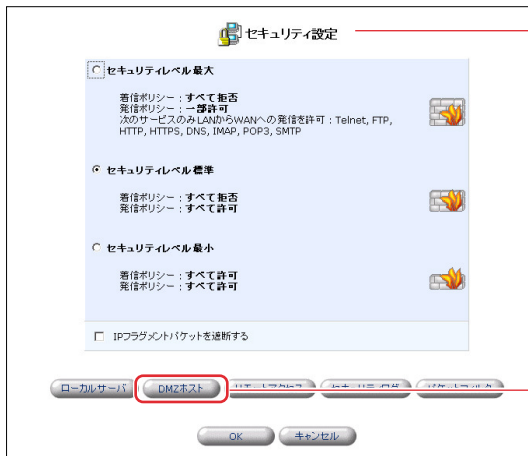 セキュリティ設定
セキュリティレベル最大
着信ポリシー：すべて拒否
発信ポリシー：一部許可
次のサービスのみLANからWANへの発信を許可：Telnet, FTP,
HTTP, HTTPS, DNS, IMAP, POP3, SMTP
セキュリティレベル標準
着信ポリシー：すべて拒否
発信ポリシー：すべて許可
セキュリティレベル最小
着信ポリシー：すべて許可
発信ポリシー：すべて許可
IPフラグメントパケットを遮断する
ローカルサーバ DMZホスト
OK キャンセル